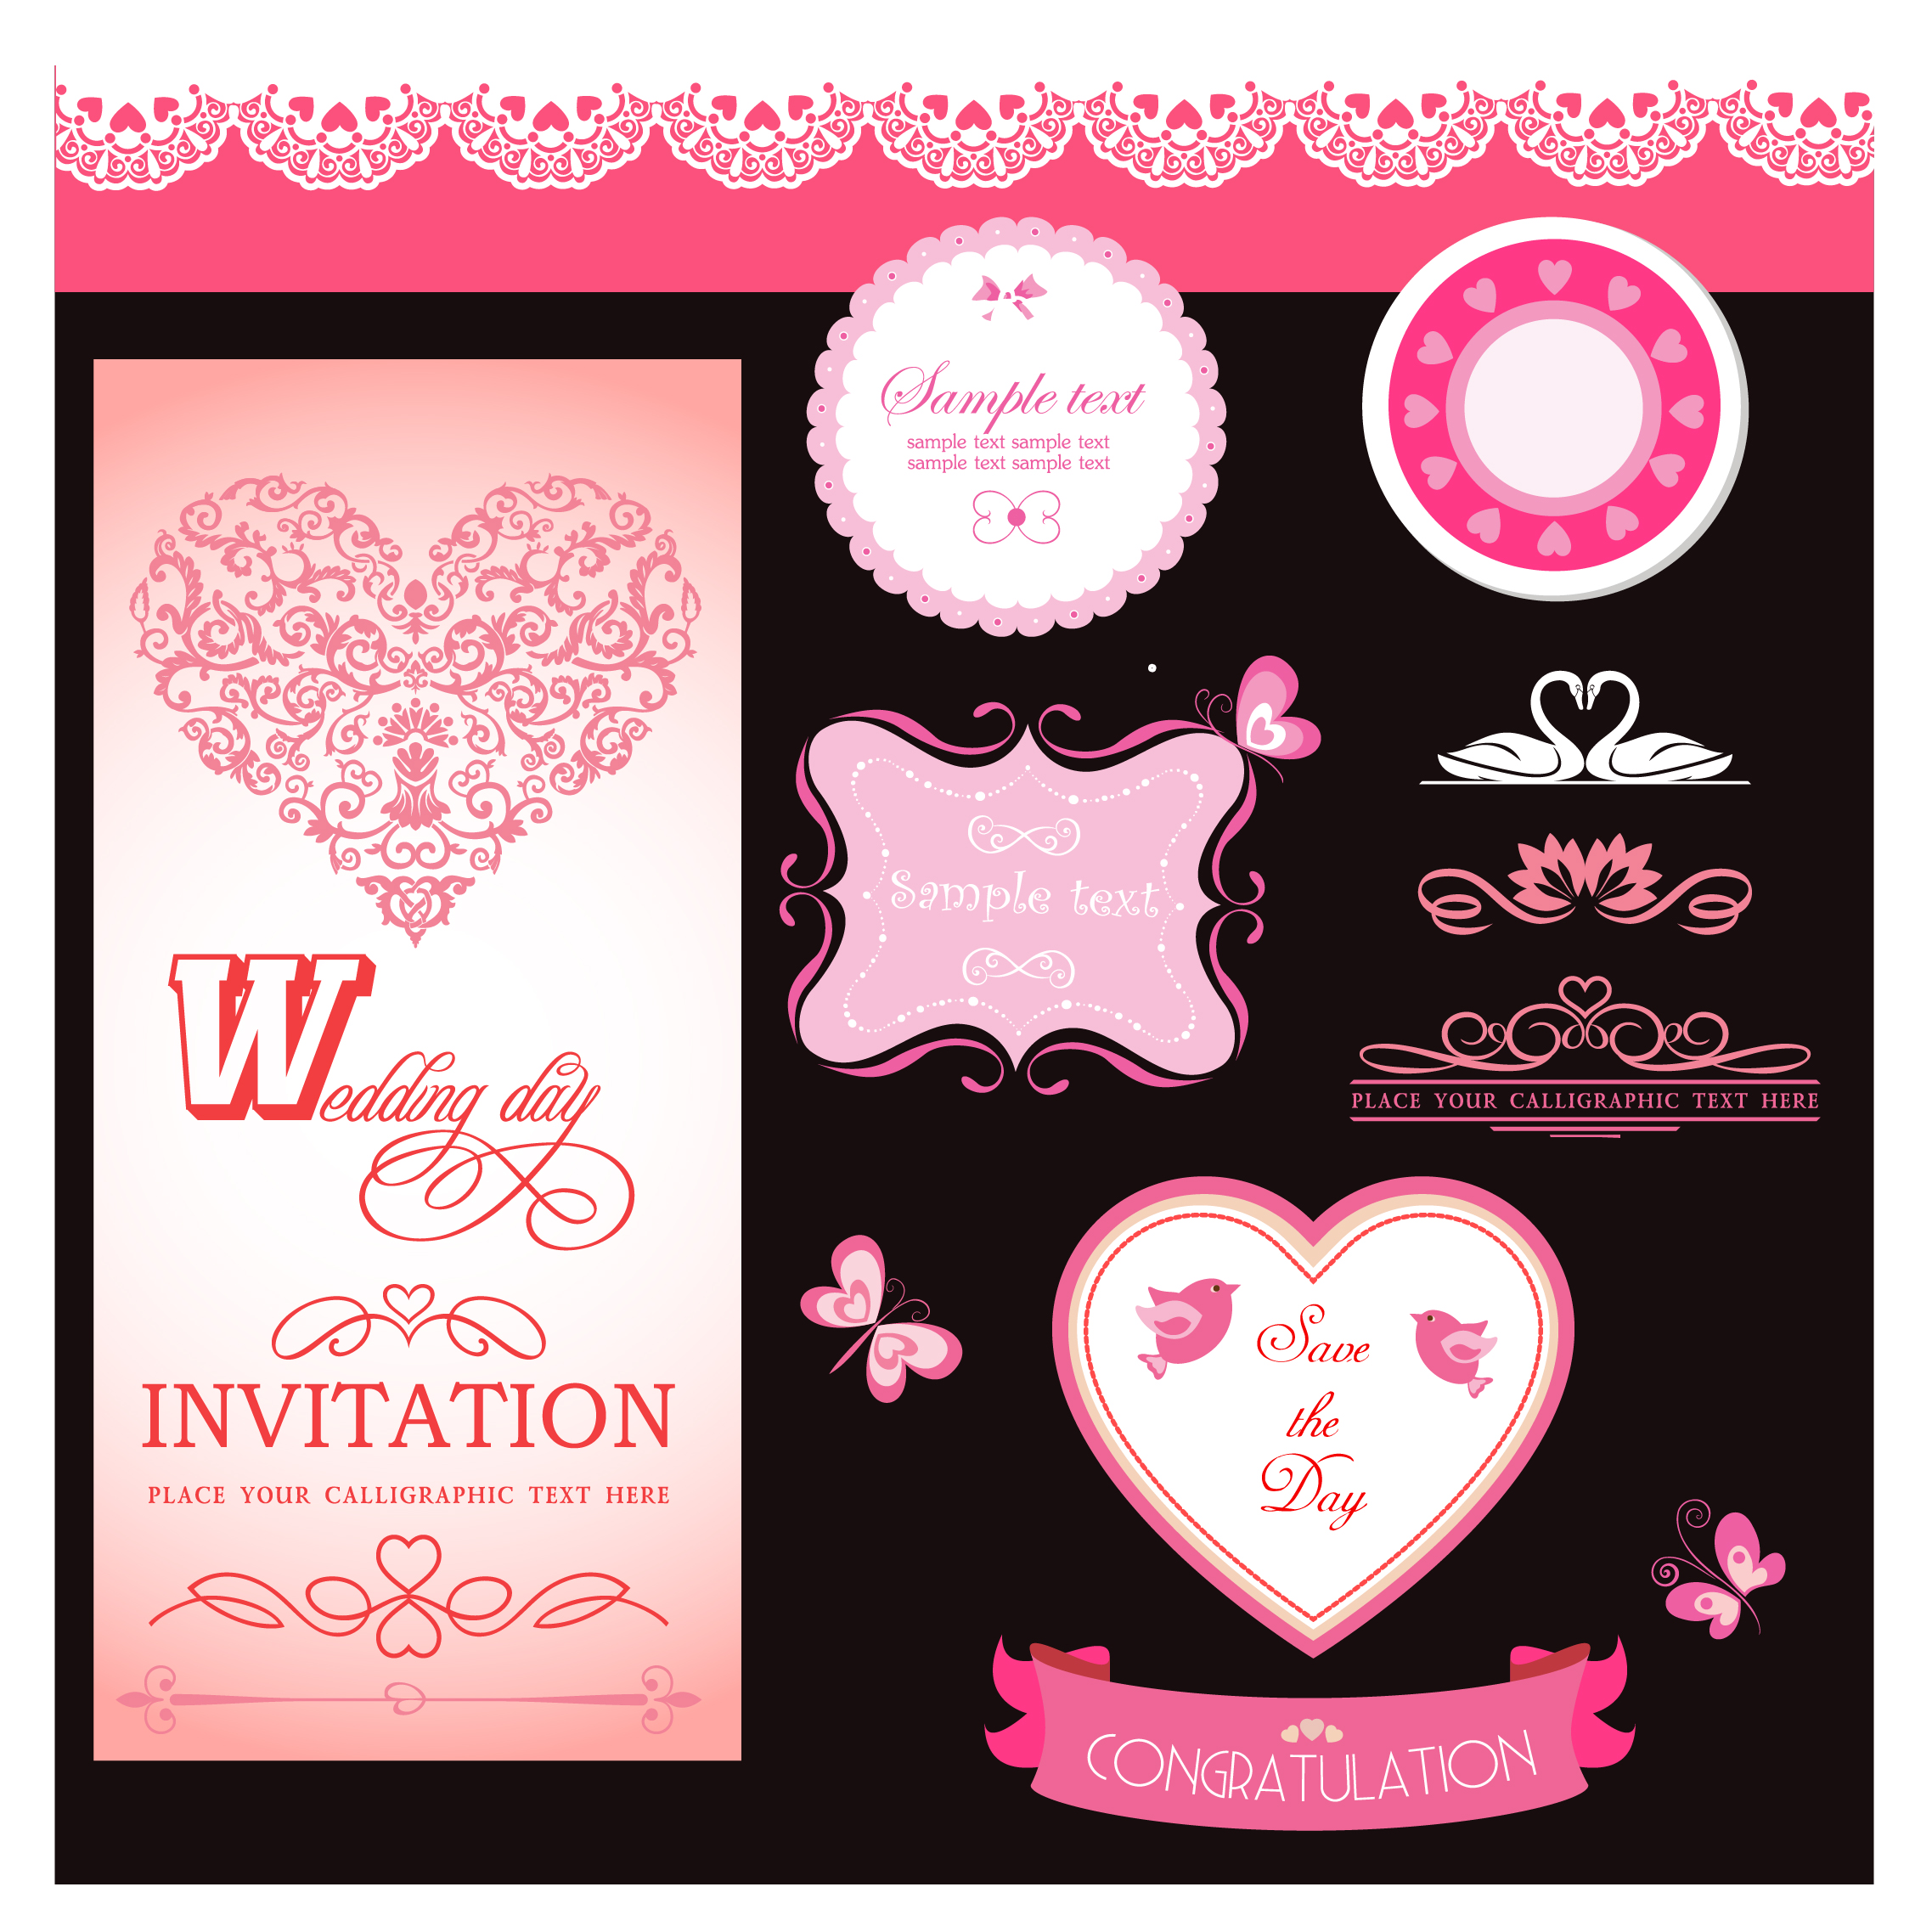 Sample text
sample text sample text
sample text sample text
Wedding day
INVITATION
PLACE YOUR CALLIGRAPHIC TEXT HERE
Sample text
PLACE YOUR CALLIGRAPHIC TEXT HERE
Save
the
Day
CONGRATULATION